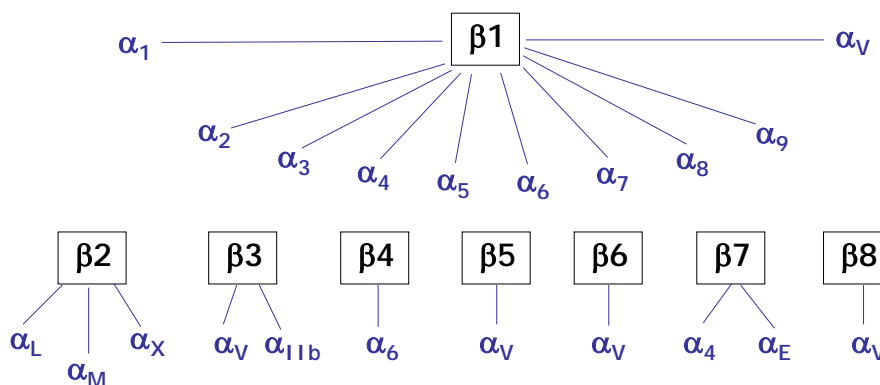 α1 β1 αV
α2 α3 α4 α5 α6 α7 α8 α9
β2 β3 β4 β5 β6 β7 β8
αL αM αX αV αIIb α6 αV αV α4 αE αV